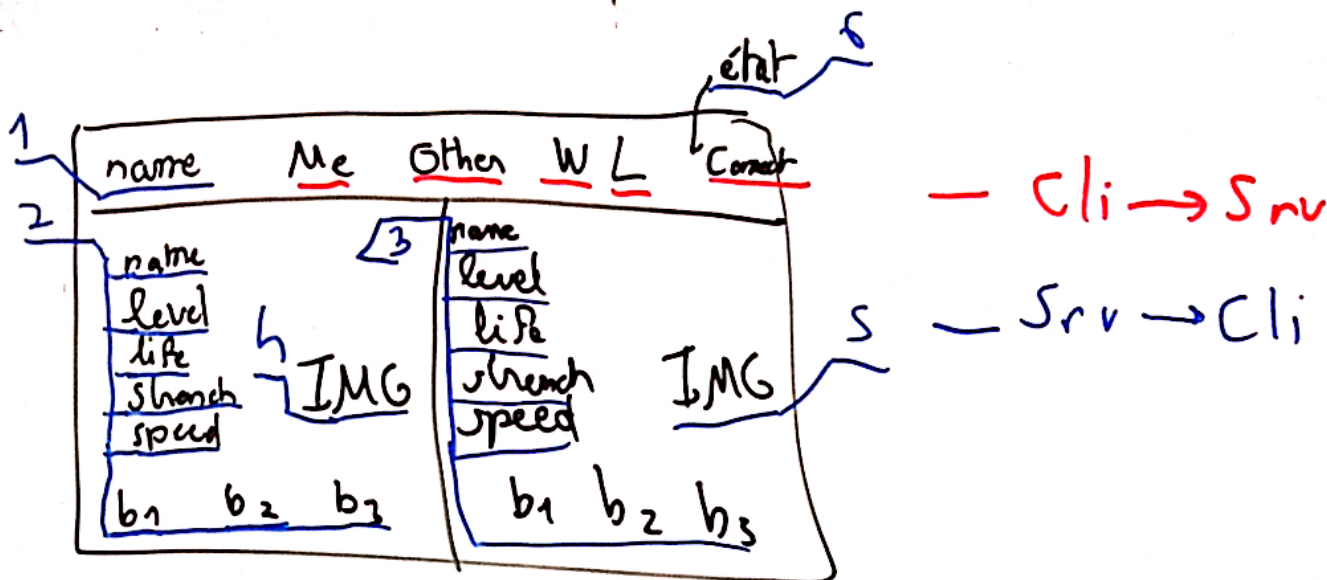 état 6
1 name Me Other W L Connect
— Cli → Srv
2 3 name
name level
level life
life 4 IMG strench IMG 5 — Srv → Cli
strench speed
speed
b1 b2 b3 b1 b2 b3